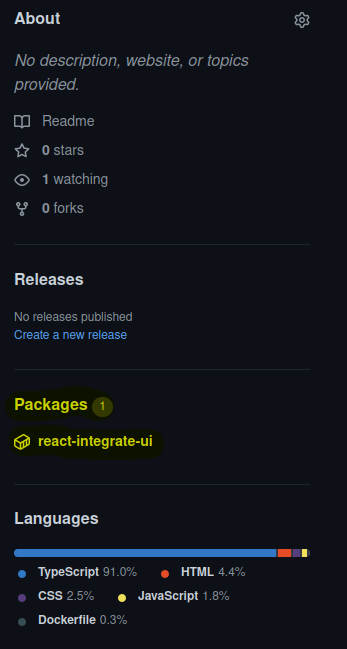 About
No description, website, or topics
provided.
Readme
0 stars
1 watching
0 forks
Releases
No releases published
Create a new release
Packages 1
react-integrate-ui
Languages
TypeScript 91.0% HTML 4.4%
CSS 2.5% JavaScript 1.8%
Dockerfile 0.3%